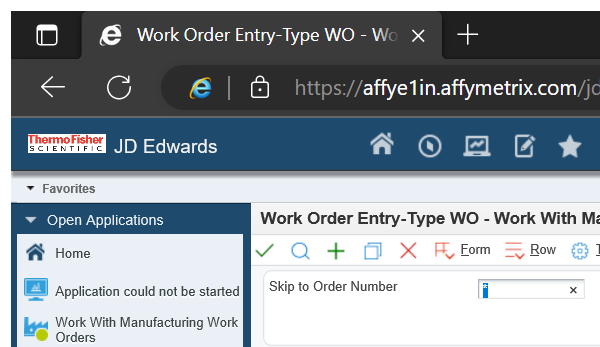 Work Order Entry-Type WO - Wo
https://affye1in.affymetrix.com/jd
ThermoFisher
SCIENTIFIC
JD Edwards
Favorites
Open Applications
Work Order Entry-Type WO - Work With Ma
Home
Form
Row
Application could not be started
Skip to Order Number
*
Work With Manufacturing Work
Orders